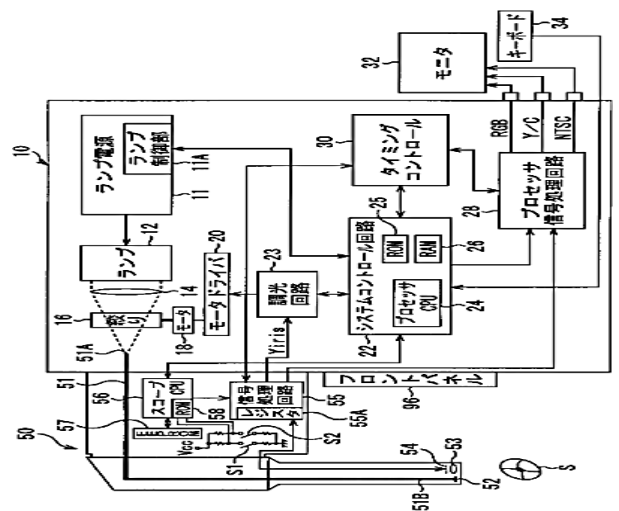 10
ランプ電源
ランプ
制御部
11A
11
ランプ
12
14
絞り
16
モータ
18
モータドライバ
20
調光
回路
23
Yiris
タイミング
コントロール
30
システムコントロール回路
22
プロセッサ
CPU
24
ROM
25
RAM
26
プロセッサ
信号処理回路
28
RGB
Y/C
NTSC
モニタ
32
キーボード
34
フロントパネル
96
50
51
51A
51B
スコープ
CPU
ROM
56
58
57
EEPROM
Vcc
S1
S2
信号
処理回路
55
レジスタ
55A
54
53
52
S